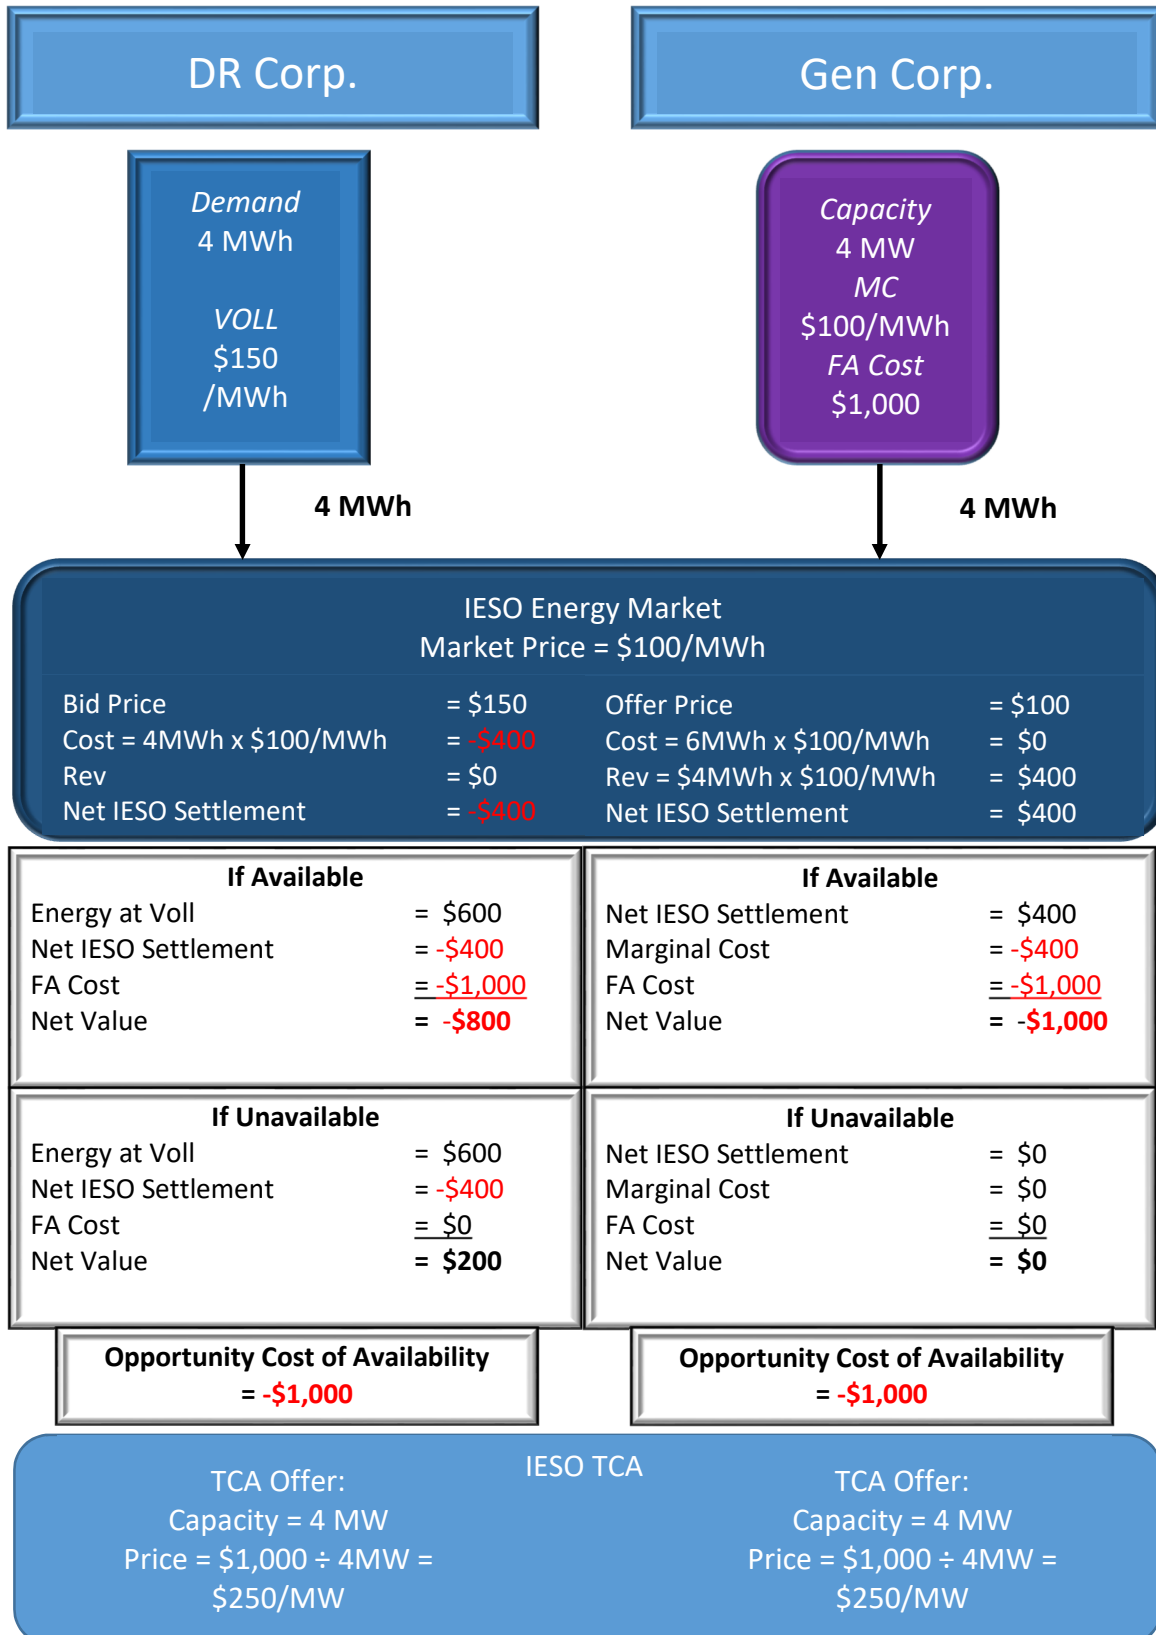 DR Corp.
Gen Corp.
Demand
4 MWh
VOLL
$150
/MWh
Capacity
4 MW
MC
$100/MWh
FA Cost
$1,000
4 MWh
4 MWh
IESO Energy Market
Market Price = $100/MWh
Bid Price = $150
Cost = 4MWh x $100/MWh = -$400
Rev = $0
Net IESO Settlement = -$400
Offer Price = $100
Cost = 6MWh x $100/MWh = $0
Rev = $4MWh x $100/MWh = $400
Net IESO Settlement = $400
If Available
Energy at Voll = $600
Net IESO Settlement = -$400
FA Cost = -$1,000
Net Value = -$800
If Available
Net IESO Settlement = $400
Marginal Cost = -$400
FA Cost = -$1,000
Net Value = -$1,000
If Unavailable
Energy at Voll = $600
Net IESO Settlement = -$400
FA Cost = $0
Net Value = $200
If Unavailable
Net IESO Settlement = $0
Marginal Cost = $0
FA Cost = $0
Net Value = $0
Opportunity Cost of Availability
= -$1,000
Opportunity Cost of Availability
= -$1,000
IESO TCA
TCA Offer:
Capacity = 4 MW
Price = $1,000 ÷ 4MW =
$250/MW
TCA Offer:
Capacity = 4 MW
Price = $1,000 ÷ 4MW =
$250/MW